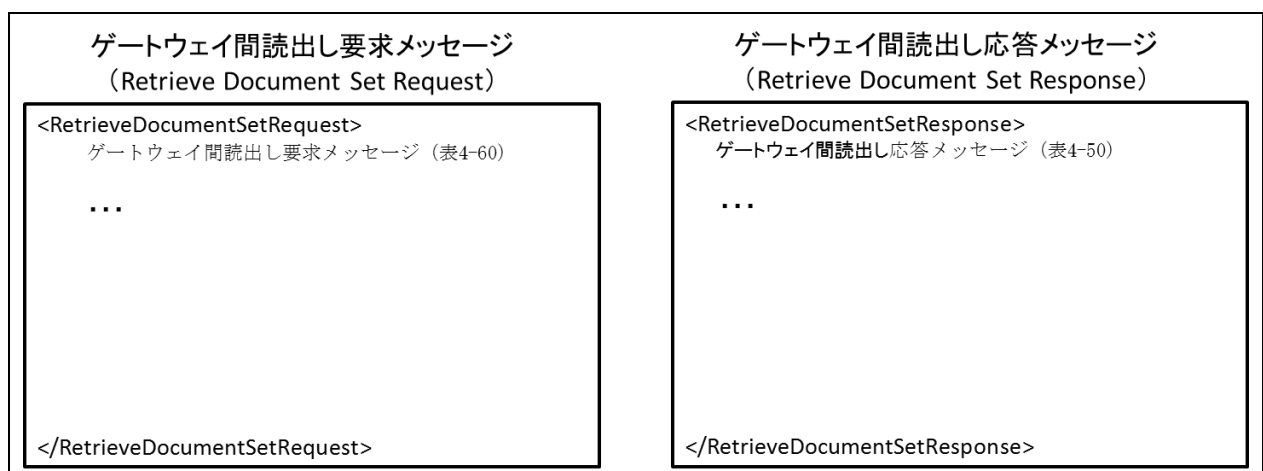 ゲートウェイ間読出し要求メッセージ
（Retrieve Document Set Request）
<RetrieveDocumentSetRequest>
ゲートウェイ間読出し要求メッセージ（表4-60）
・・・
</RetrieveDocumentSetRequest>
ゲートウェイ間読出し応答メッセージ
（Retrieve Document Set Response）
<RetrieveDocumentSetResponse>
ゲートウェイ間読出し応答メッセージ（表4-50）
・・・
</RetrieveDocumentSetResponse>